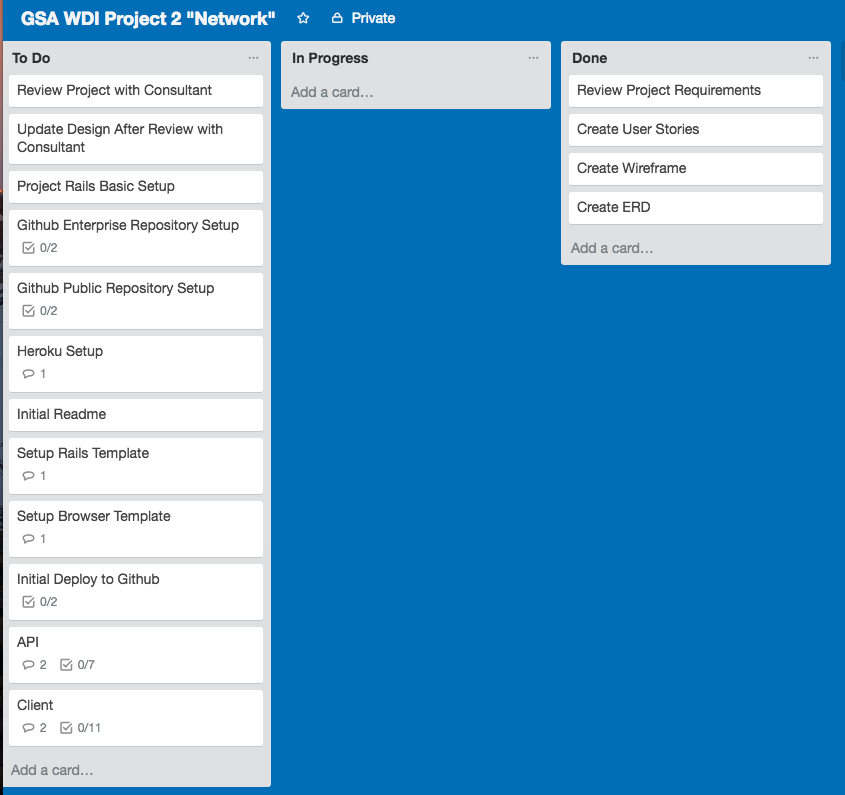 GSA WDI Project 2 "Network"
Private
To Do
Review Project with Consultant
Update Design After Review with
Consultant
Project Rails Basic Setup
Github Enterprise Repository Setup
0/2
Github Public Repository Setup
0/2
Heroku Setup
1
Initial Readme
Setup Rails Template
1
Setup Browser Template
1
Initial Deploy to Github
0/2
API
2 0/7
Client
2 0/11
Add a card…
In Progress
Add a card…
Done
Review Project Requirements
Create User Stories
Create Wireframe
Create ERD
Add a card…